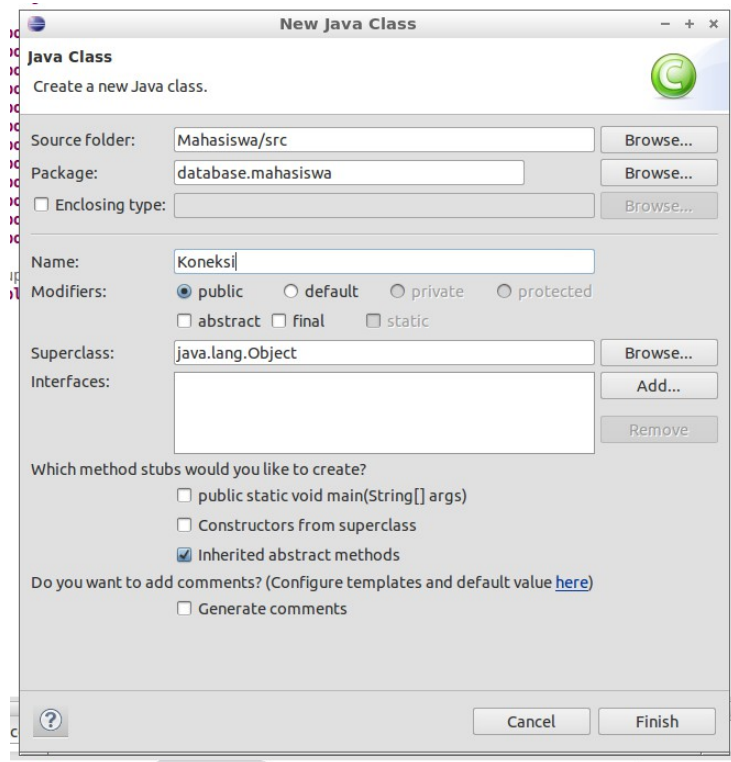 New Java Class
Java Class
Create a new Java class.
Source folder: Mahasiswa/src Browse...
Package: database.mahasiswa Browse...
Enclosing type: Browse...
Name: Koneksi
Modifiers: public default private protected
abstract final static
Superclass: java.lang.Object Browse...
Interfaces: Add...
Remove
Which method stubs would you like to create?
public static void main(String[] args)
Constructors from superclass
Inherited abstract methods
Do you want to add comments? (Configure templates and default value here)
Generate comments
? Cancel Finish